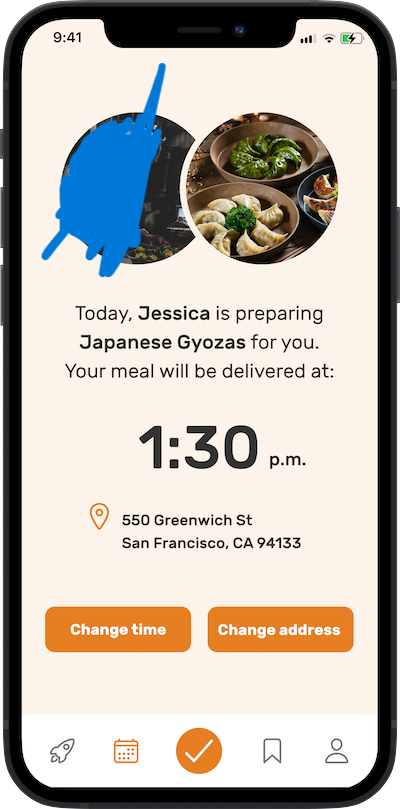 9:41
Today, Jessica is preparing
Japanese Gyozas for you.
Your meal will be delivered at:
1:30 p.m.
550 Greenwich St
San Francisco, CA 94133
Change time
Change address